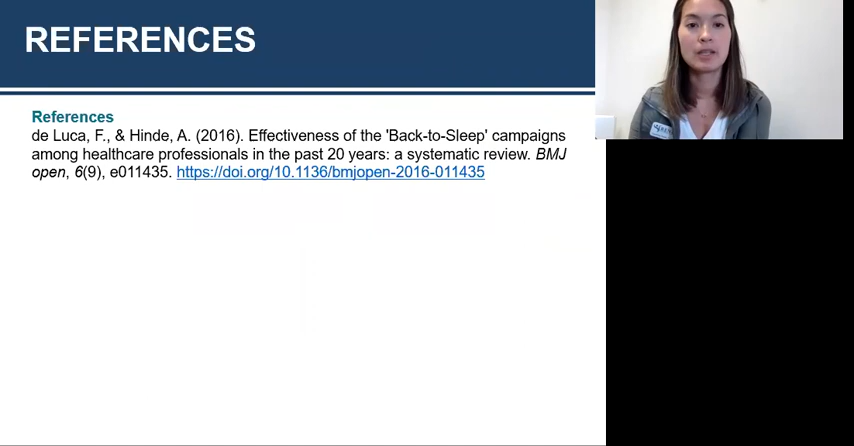 REFERENCES
References
de Luca, F., & Hinde, A. (2016). Effectiveness of the 'Back-to-Sleep' campaigns
among healthcare professionals in the past 20 years: a systematic review. BMJ
open, 6(9), e011435. https://doi.org/10.1136/bmjopen-2016-011435